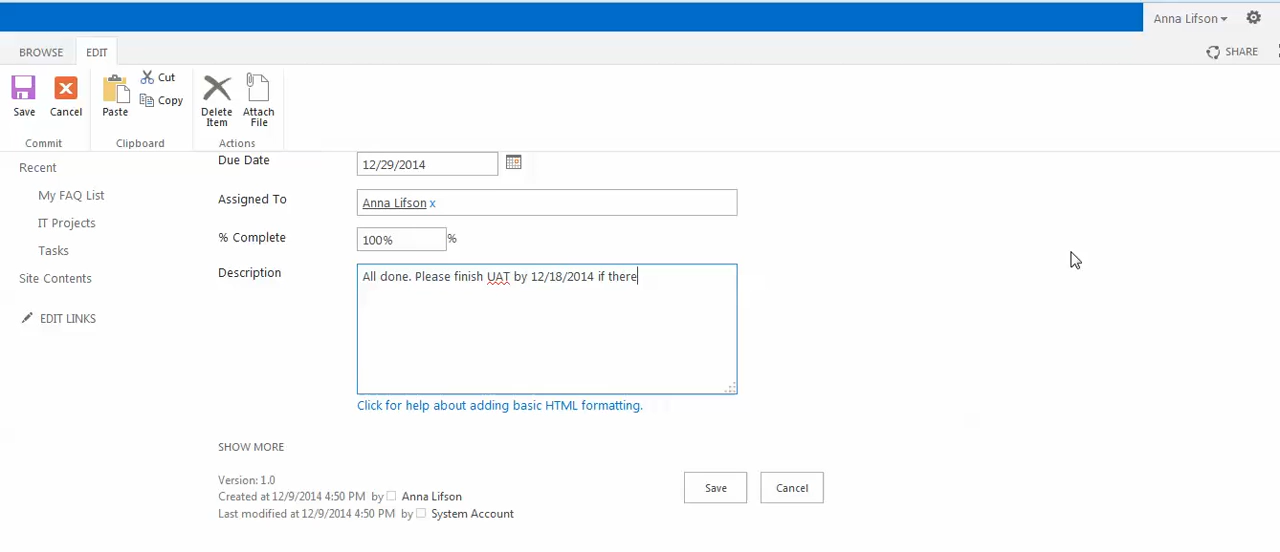 Anna Lifson
BROWSE EDIT SHARE
Save Cancel Paste Cut Copy Delete Item Attach File
Commit Clipboard Actions
Recent
My FAQ List
IT Projects
Tasks
Site Contents
EDIT LINKS
Due Date 12/29/2014
Assigned To Anna Lifson x
% Complete 100% %
Description All done. Please finish UAT by 12/18/2014 if there
Click for help about adding basic HTML formatting.
SHOW MORE
Version: 1.0
Created at 12/9/2014 4:50 PM by Anna Lifson
Last modified at 12/9/2014 4:50 PM by System Account
Save Cancel